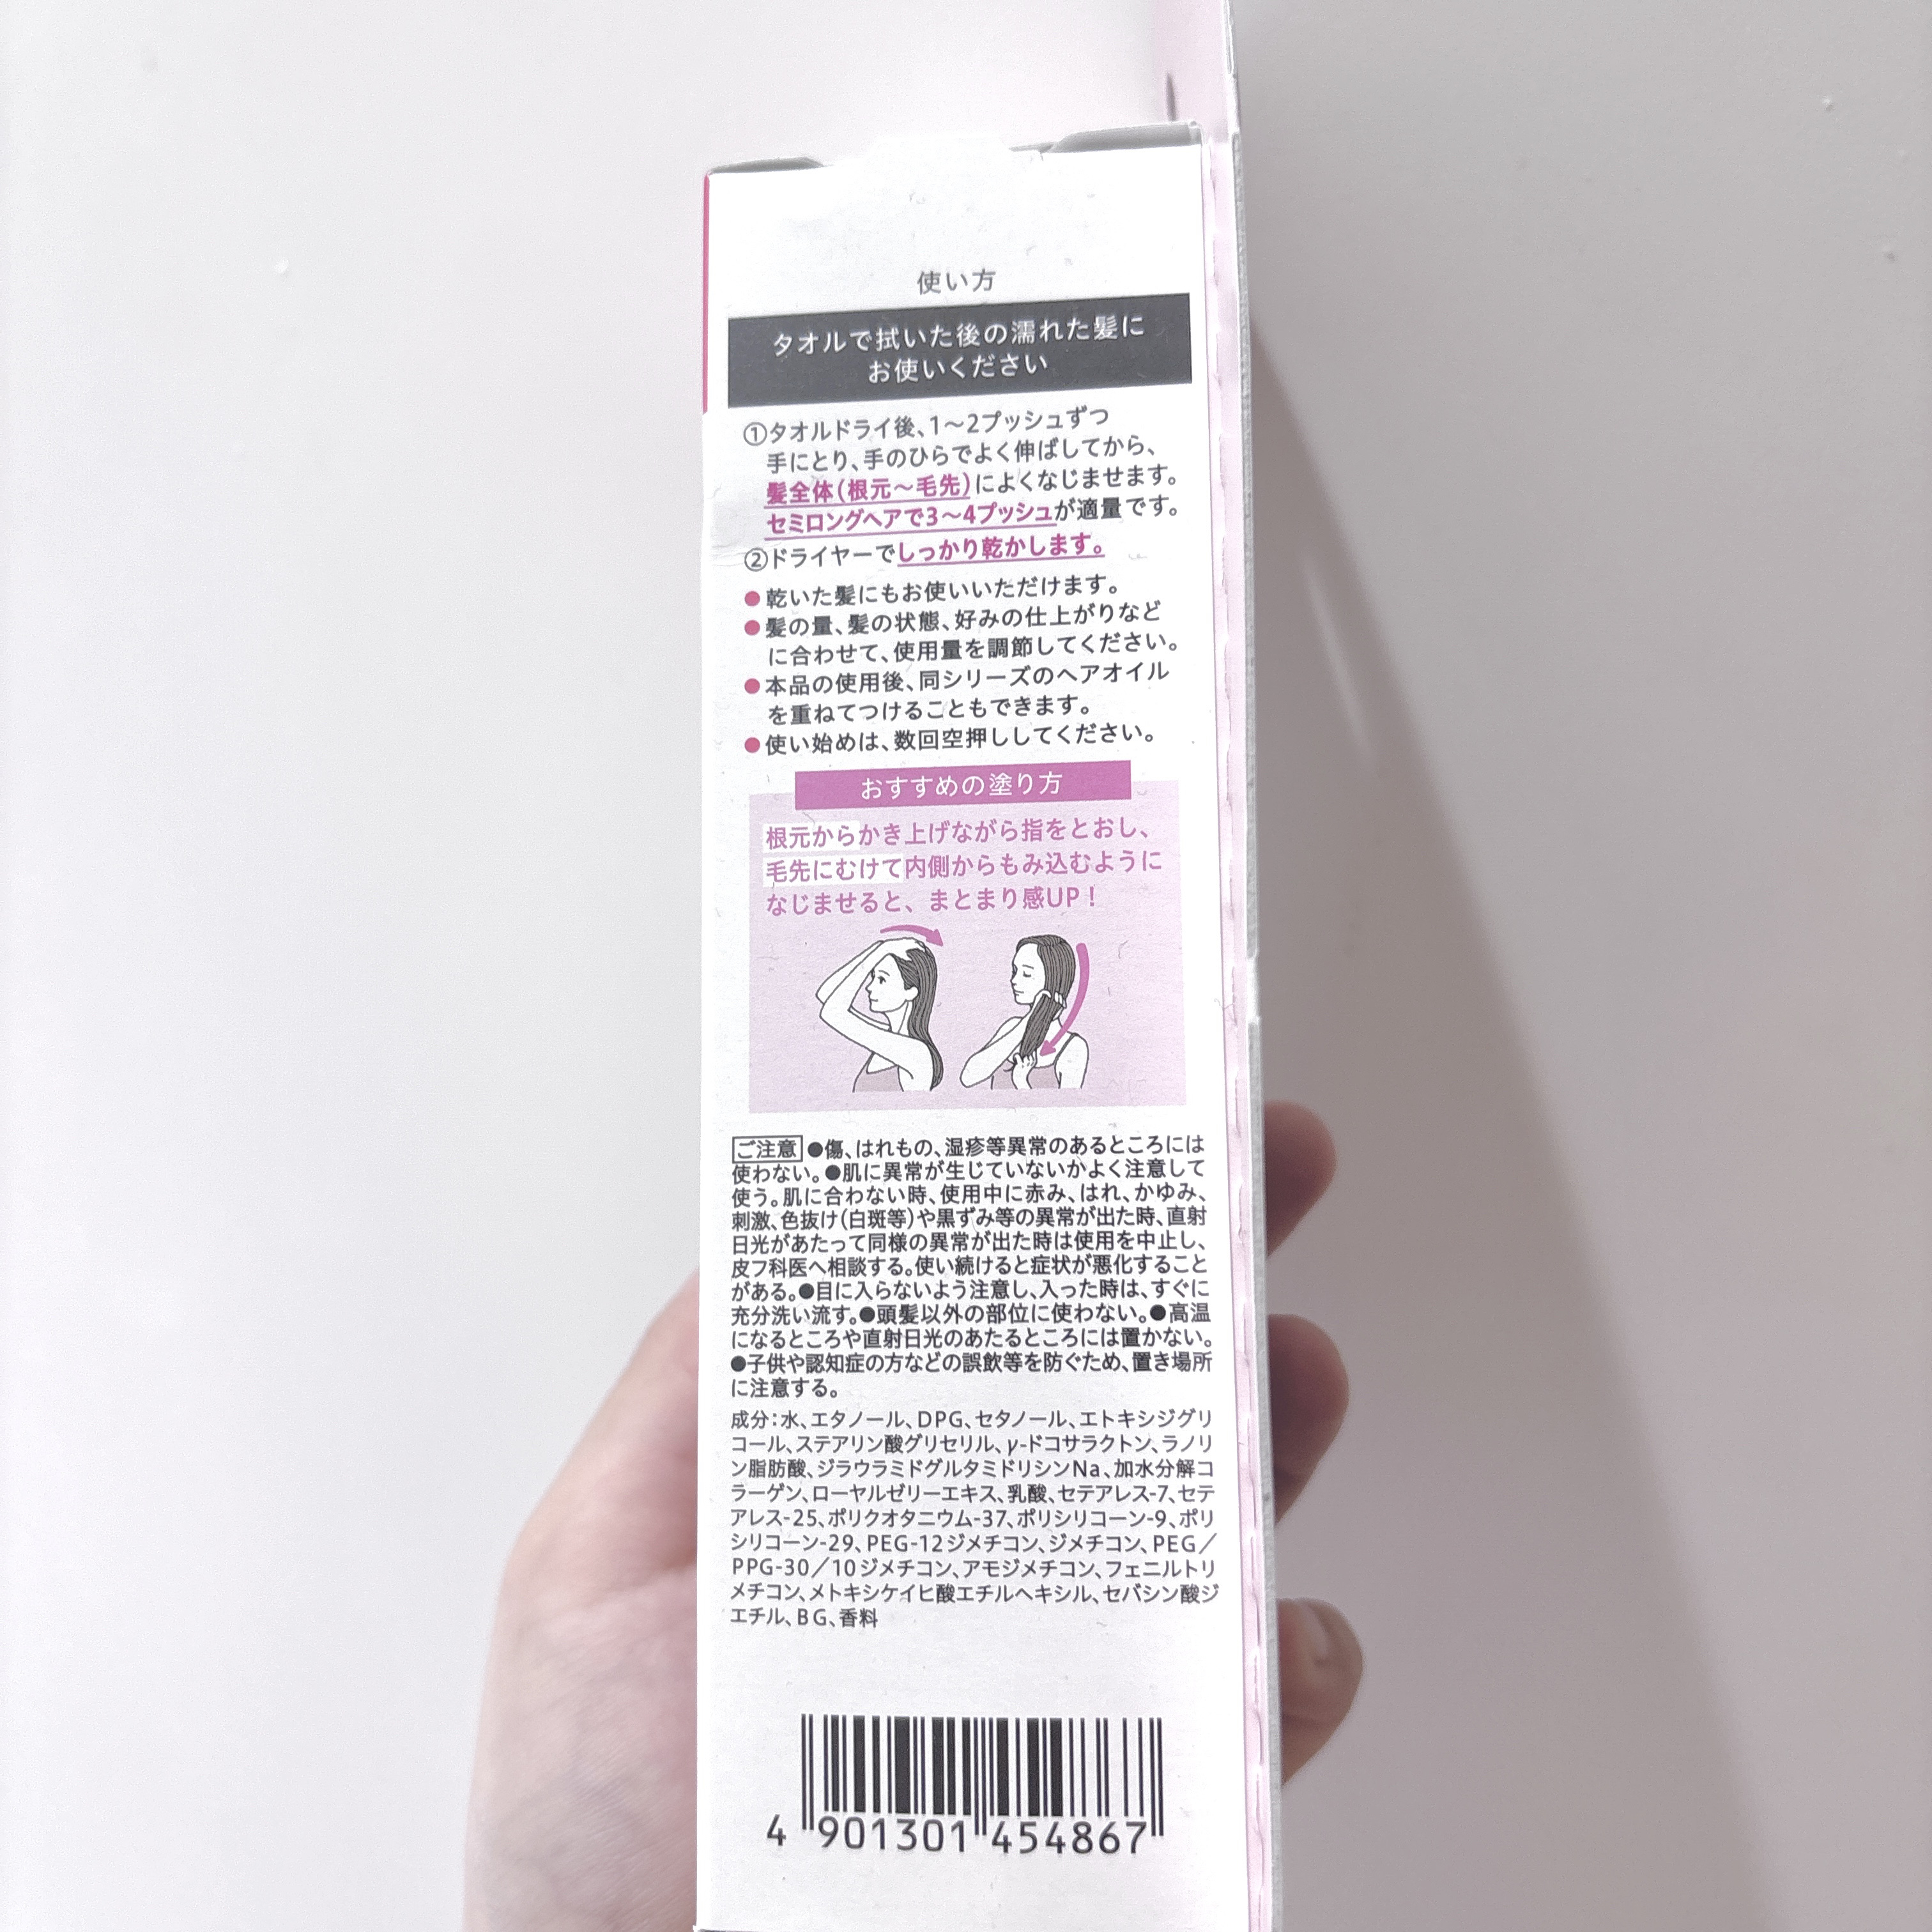 使い方
タオルで拭いた後の濡れた髪に
お使いください
①タオルドライ後、1〜2プッシュずつ
手にとり、手のひらでよく伸ばしてから、
髪全体(根元〜毛先)によくなじませます。
セミロングヘアで3〜4プッシュが適量です。
②ドライヤーでしっかり乾かします。
●乾いた髪にもお使いいただけます。
●髪の量、髪の状態、好みの仕上がりなど
に合わせて、使用量を調節してください。
●本品の使用後、同シリーズのヘアオイル
を重ねてつけることもできます。
●使い始めは、数回空押ししてください。
おすすめの塗り方
根元からかき上げながら指をとおし、
毛先にむけて内側からもみ込むように
なじませると、まとまり感UP!
ご注意 ●傷、はれもの、湿疹等異常のあるところには
使わない。●肌に異常が生じていないかよく注意して
使う。肌に合わない時、使用中に赤み、はれ、かゆみ、
刺激、色抜け(白斑等)や黒ずみ等の異常が出た時、直射
日光があたって同様の異常が出た時は使用を中止し、
皮フ科医へ相談する。使い続けると症状が悪化すること
がある。●目に入らないよう注意し、入った時は、すぐに
充分洗い流す。●頭髪以外の部位に使わない。●高温
になるところや直射日光のあたるところには置かない。
●子供や認知症の方などの誤飲等を防ぐため、置き場所
に注意する。
成分:水、エタノール、DPG、セタノール、エトキシジグリ
コール、ステアリン酸グリセリル、γ-ドコサラクトン、ラノリ
ン脂肪酸、ジラウラミドグルタミドリシンNa、加水分解コ
ラーゲン、ローヤルゼリーエキス、乳酸、セテアレス-7、セテ
アレス-25、ポリクオタニウム-37、ポリシリコーン-9、ポリ
シリコーン-29、PEG-12ジメチコン、ジメチコン、PEG/
PPG-30/10ジメチコン、アモジメチコン、フェニルトリ
メチコン、メトキシケイヒ酸エチルヘキシル、セバシン酸ジ
エチル、BG、香料
4 901301 454867